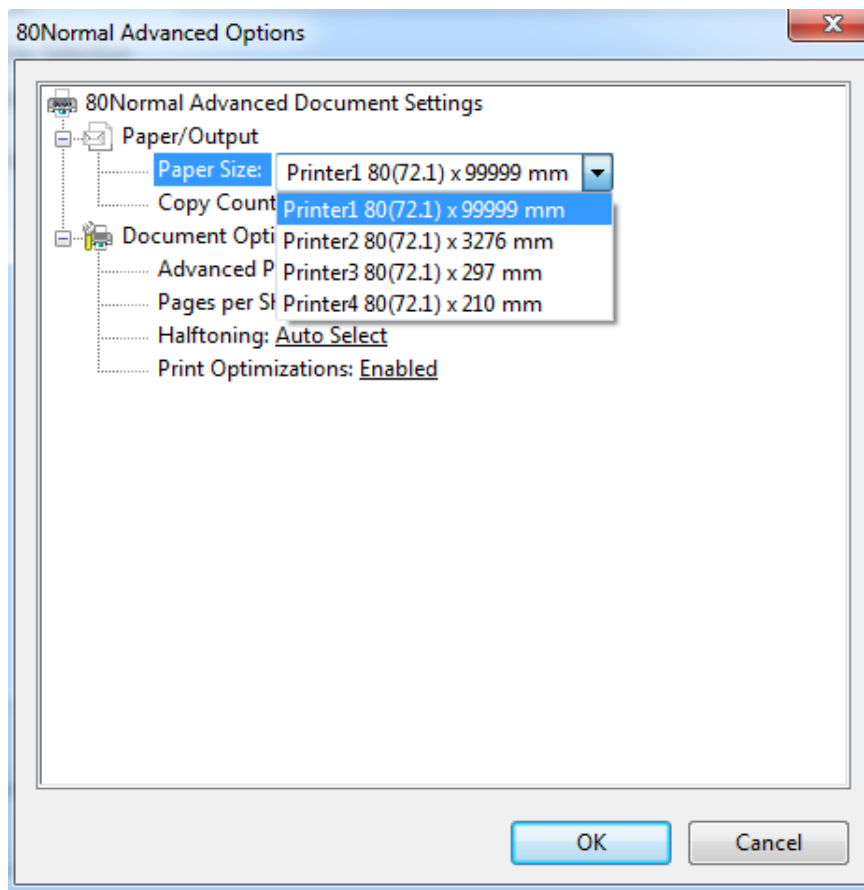 80Normal Advanced Options
80Normal Advanced Document Settings
Paper/Output
Paper Size: Printer1 80(72.1) x 99999 mm
Copy Count Printer1 80(72.1) x 99999 mm
Document Opti Printer2 80(72.1) x 3276 mm
Advanced P Printer3 80(72.1) x 297 mm
Pages per Sh Printer4 80(72.1) x 210 mm
Halftoning: Auto Select
Print Optimizations: Enabled
OK Cancel